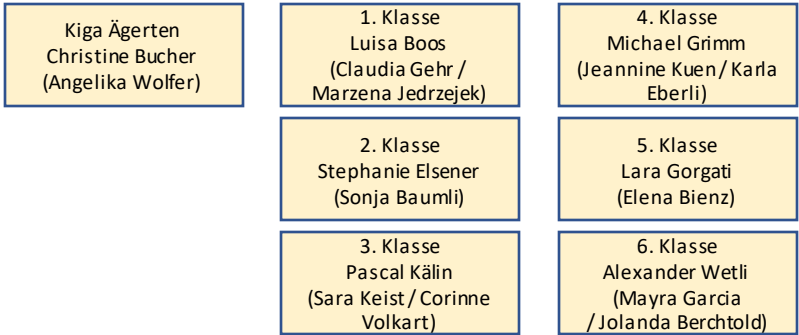 Kiga Ägerten
Christine Bucher
(Angelika Wolfer)
1. Klasse
Luisa Boos
(Claudia Gehr /
Marzena Jedrzejek)
4. Klasse
Michael Grimm
(Jeannine Kuen / Karla
Eberli)
2. Klasse
Stephanie Elsener
(Sonja Baumli)
5. Klasse
Lara Gorgati
(Elena Bienz)
3. Klasse
Pascal Kälin
(Sara Keist / Corinne
Volkart)
6. Klasse
Alexander Wetli
(Mayra Garcia
/ Jolanda Berchtold)